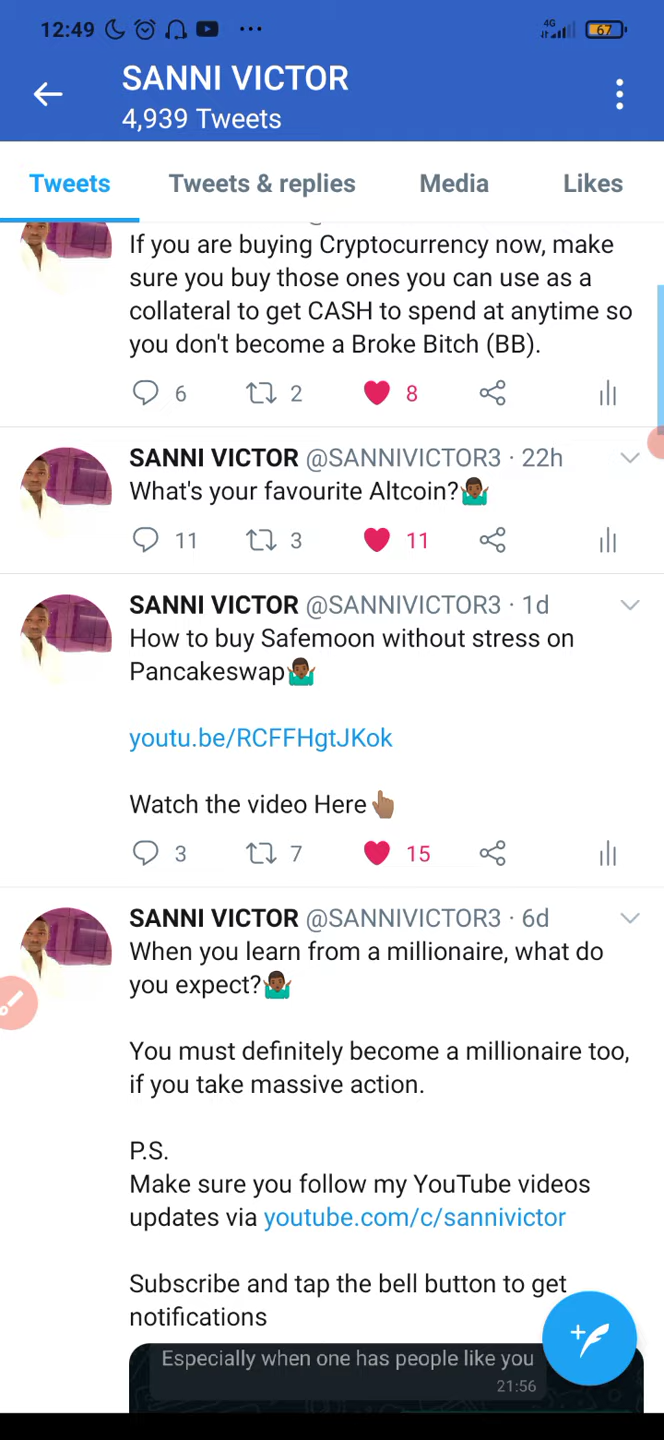 12:49
4G
67
SANNI VICTOR
4,939 Tweets
Tweets
Tweets & replies
Media
Likes
If you are buying Cryptocurrency now, make
sure you buy those ones you can use as a
collateral to get CASH to spend at anytime so
you don't become a Broke Bitch (BB).
6 2 8
SANNI VICTOR @SANNIVICTOR3 · 22h
What's your favourite Altcoin?🤷🏾‍♂️
11 3 11
SANNI VICTOR @SANNIVICTOR3 · 1d
How to buy Safemoon without stress on
Pancakeswap🤷🏾‍♂️
youtu.be/RCFFHgtJKok
Watch the video Here👆🏽
3 7 15
SANNI VICTOR @SANNIVICTOR3 · 6d
When you learn from a millionaire, what do
you expect?🤷🏾‍♂️
You must definitely become a millionaire too,
if you take massive action.
P.S.
Make sure you follow my YouTube videos
updates via youtube.com/c/sannivictor
Subscribe and tap the bell button to get
notifications
Especially when one has people like you
21:56